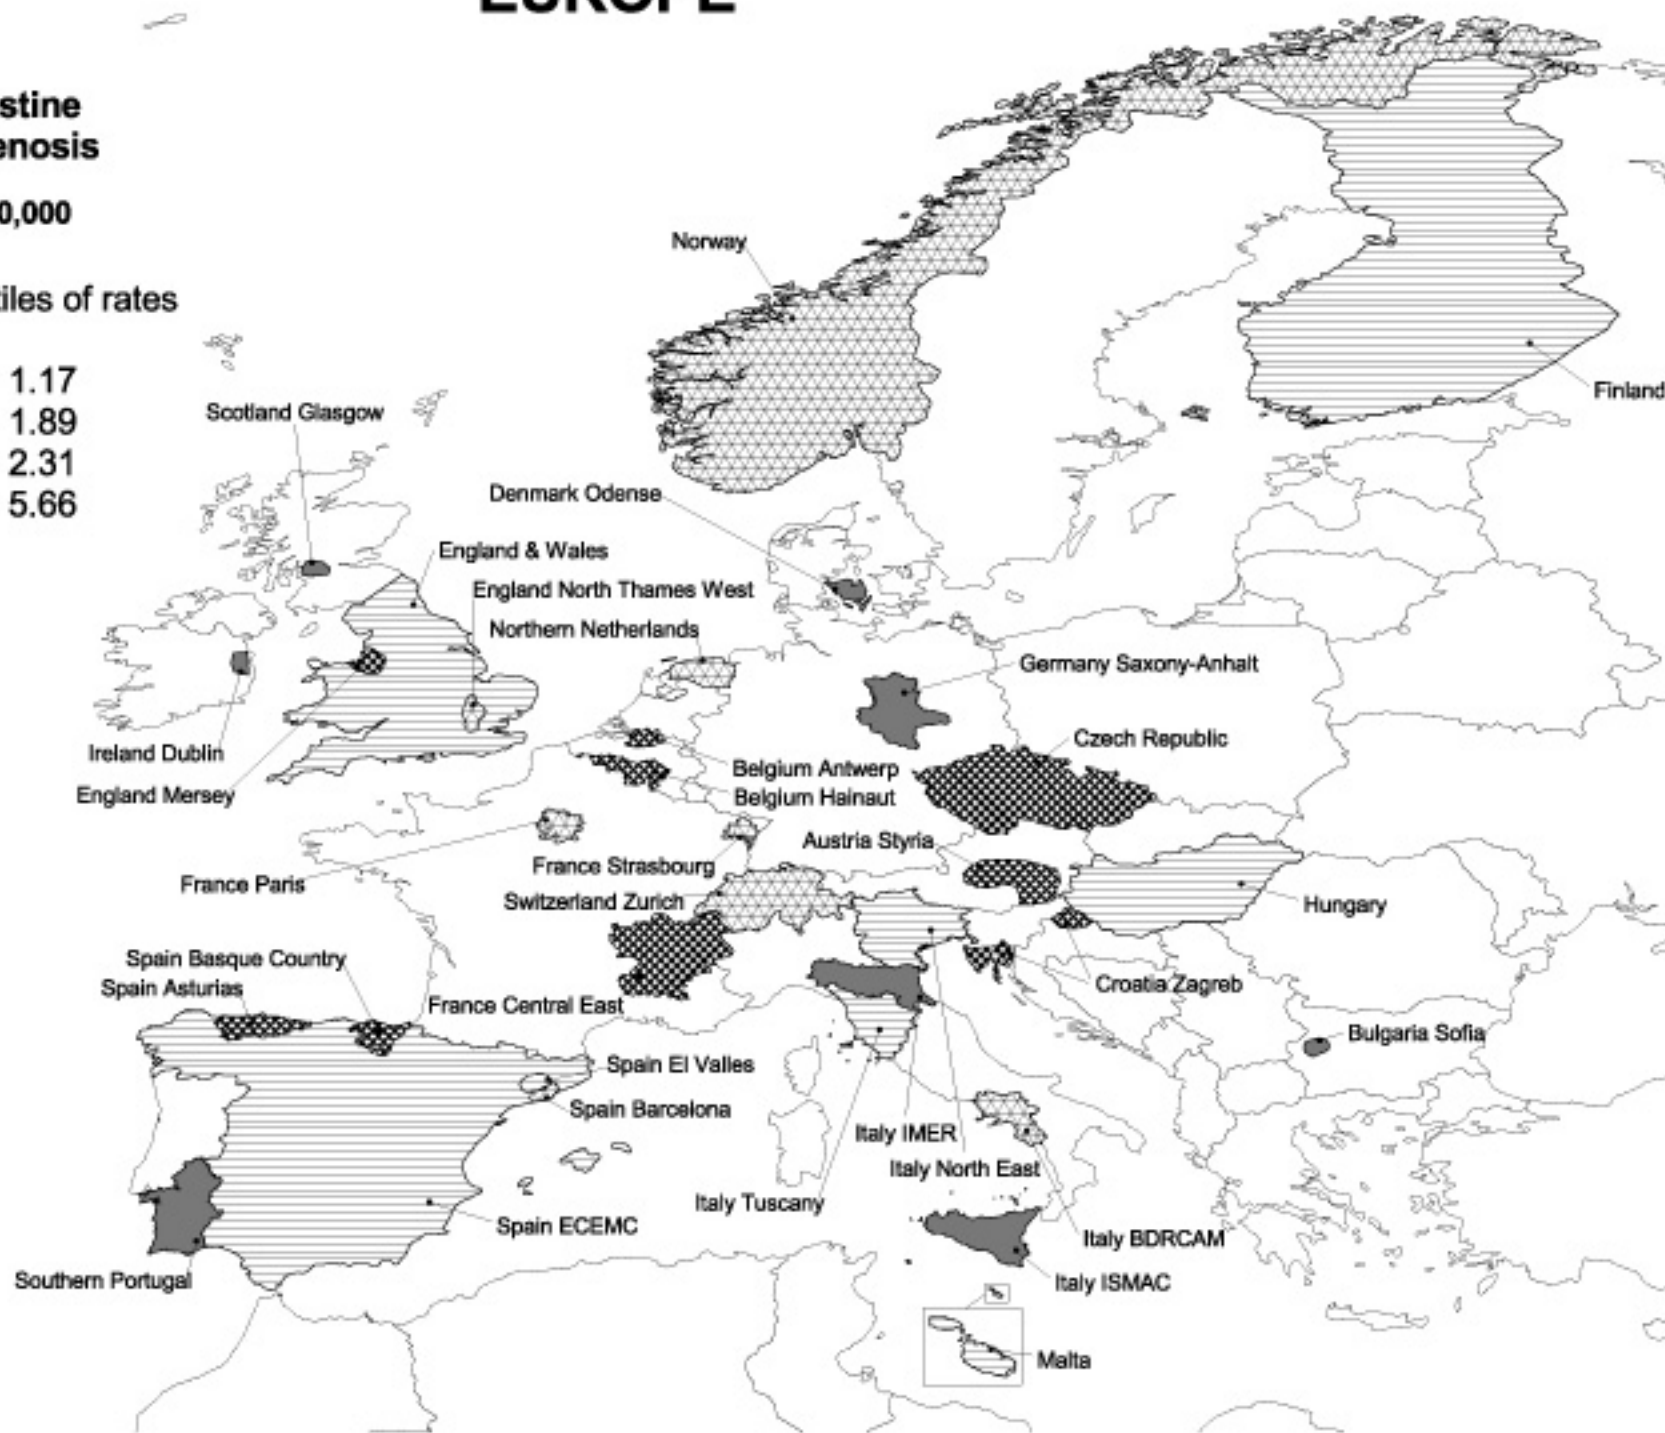 EUROPE
stine
enosis
0,000
tiles of rates
1.17
1.89
2.31
5.66
Norway
Finland
Scotland Glasgow
Denmark Odense
England & Wales
England North Thames West
Northern Netherlands
Germany Saxony-Anhalt
Ireland Dublin
Czech Republic
England Mersey
Belgium Antwerp
Belgium Hainaut
Austria Styria
France Strasbourg
France Paris
Switzerland Zurich
Hungary
Spain Basque Country
Spain Asturias
France Central East
Croatia Zagreb
Bulgaria Sofia
Spain El Valles
Spain Barcelona
Italy IMER
Italy North East
Italy Tuscany
Spain ECEMC
Italy BDRCAM
Southern Portugal
Italy ISMAC
Malta